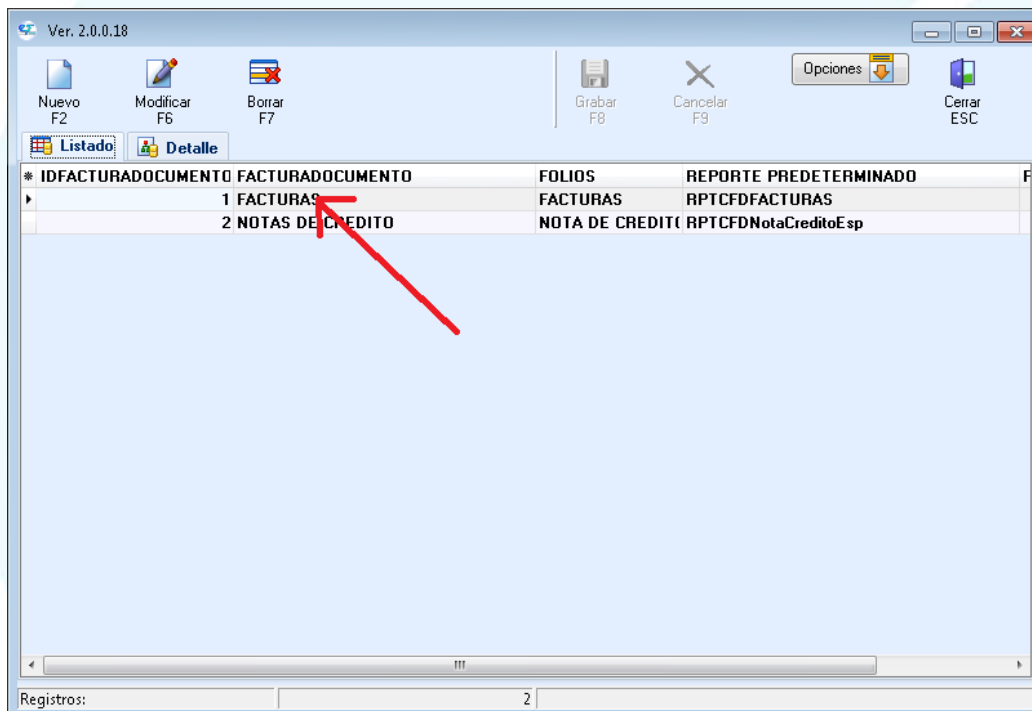 Ver. 2.0.0.18
Nuevo Modificar Borrar Grabar Cancelar Opciones Cerrar
F2 F6 F7 F8 F9 ESC
Listado Detalle
* IDFACTURADOCUMENTO FACTURADOCUMENTO FOLIOS REPORTE PREDETERMINADO F
1 FACTURAS FACTURAS RPTCFDFACTURAS
2 NOTAS DE CREDITO NOTA DE CREDITO RPTCFDNotaCreditoEsp
Registros: 2